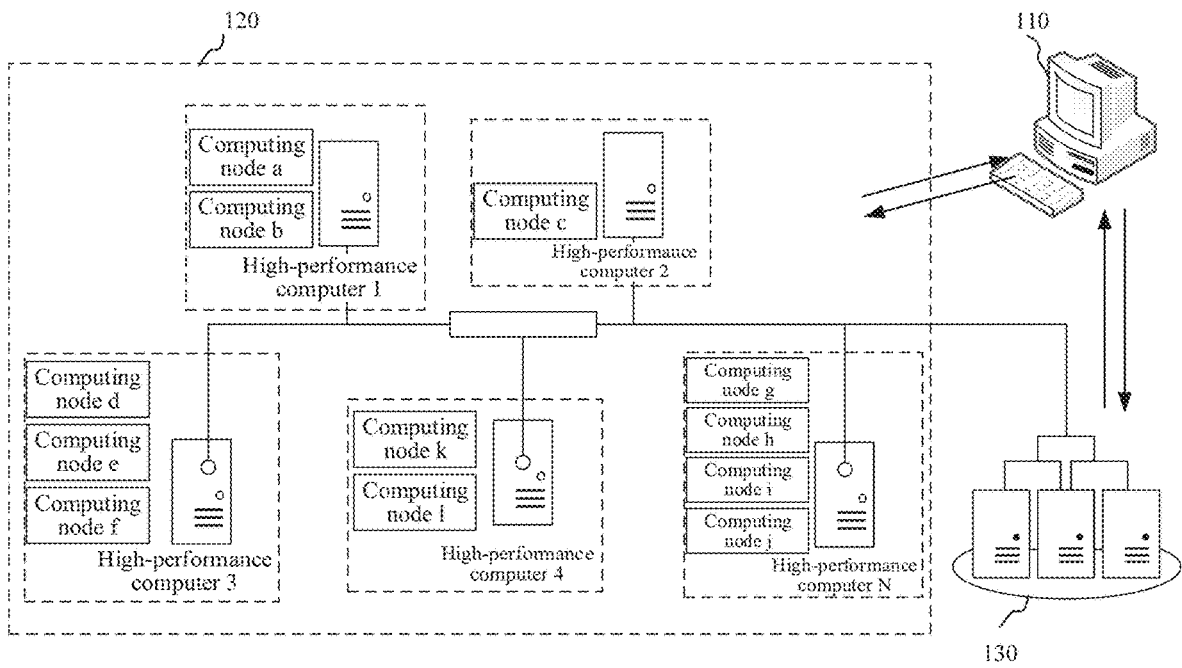 120
110
Computing
node a
Computing
node b
High-performance
computer 1
Computing
node c
High-performance
computer 2
Computing
node d
Computing
node e
Computing
node f
High-performance
computer 3
Computing
node k
Computing
node l
High-performance
computer 4
Computing
node g
Computing
node h
Computing
node i
Computing
node j
High-performance
computer N
130